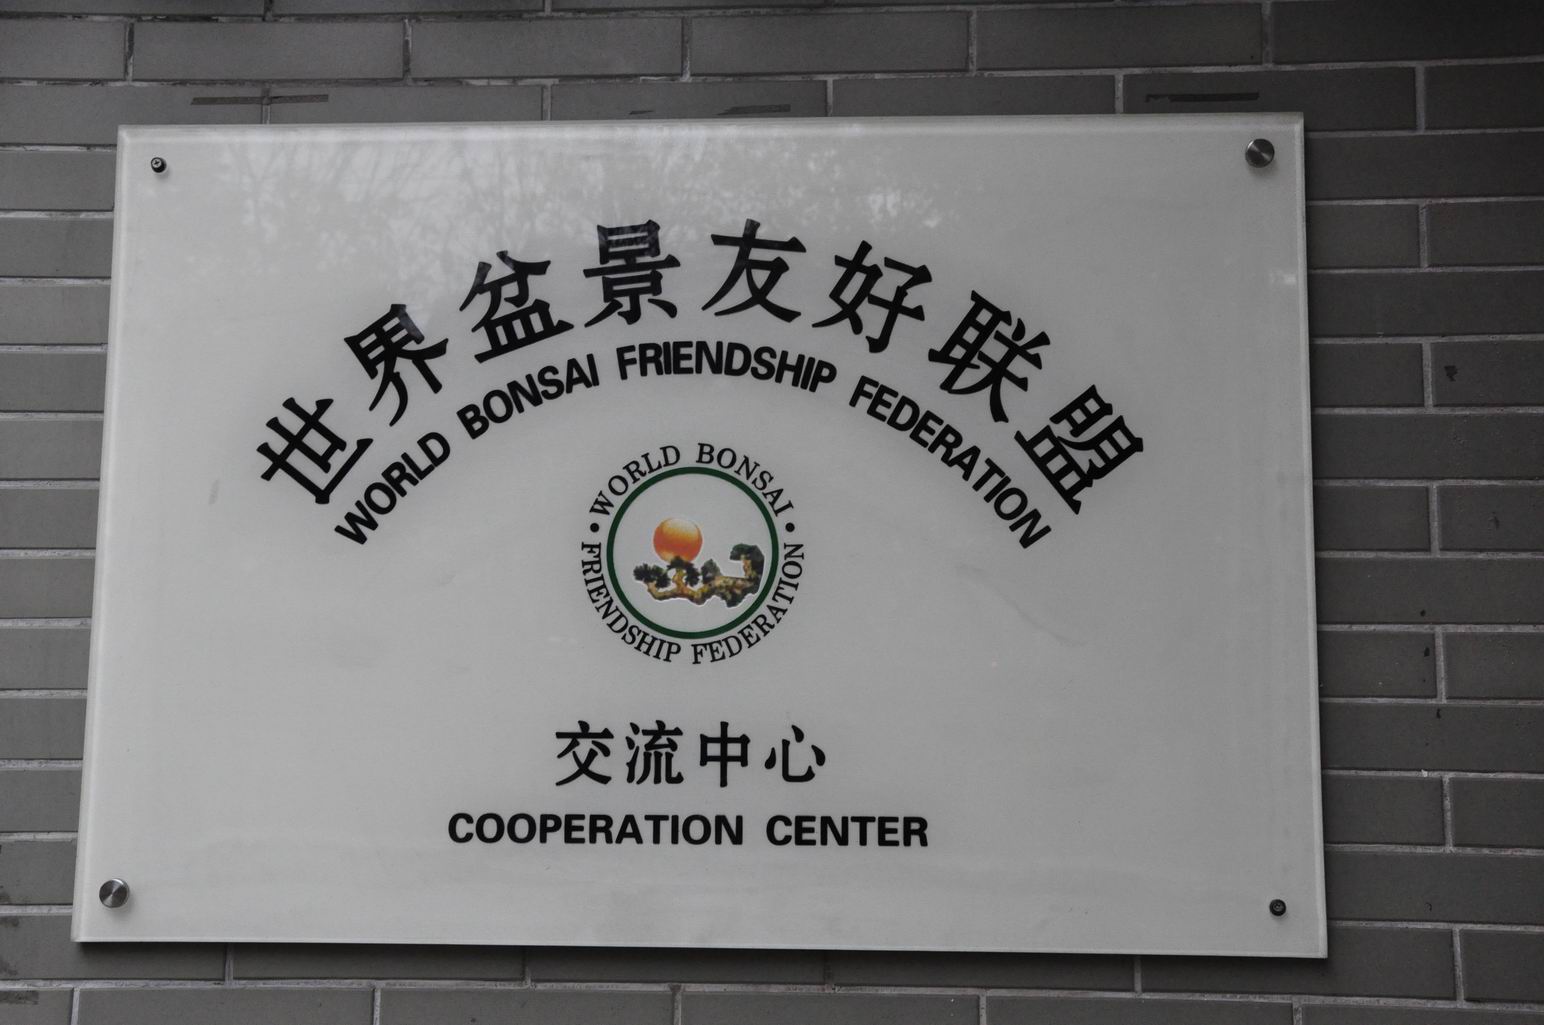 世界盆景友好联盟
WORLD BONSAI FRIENDSHIP FEDERATION
· WORLD BONSAI ·
FRIENDSHIP FEDERATION
交流中心
COOPERATION CENTER